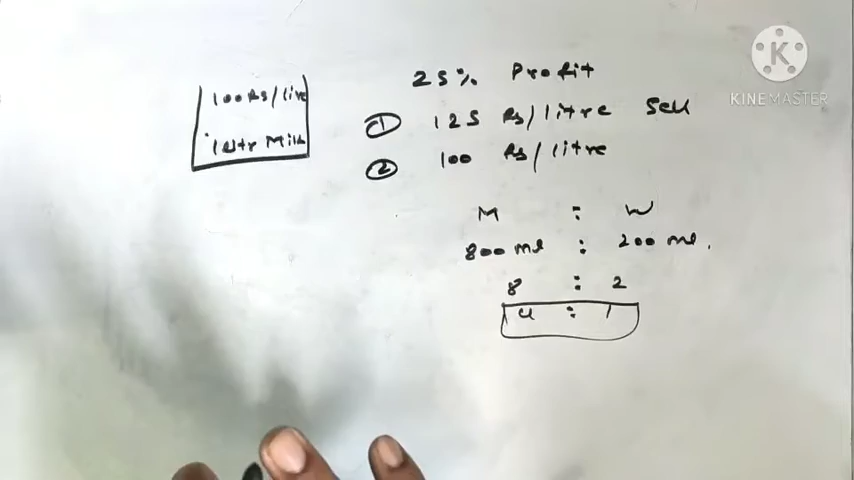 100 Rs/litre
1 Litr Milk
25% Profit
① 125 Rs/litre Sell
② 100 Rs/litre
M : W
800 ml : 200 ml.
8 : 2
4 : 1
K
KINEMASTER